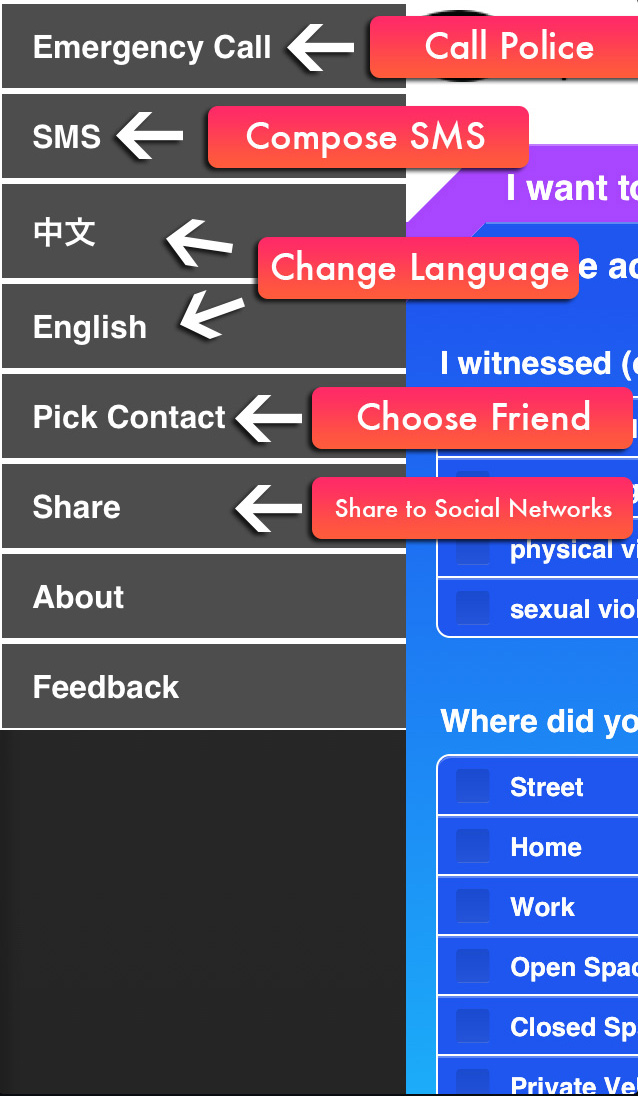 Emergency Call
Call Police
SMS
Compose SMS
I want to
中文
Change Language
e ac
English
I witnessed (
Pick Contact
Choose Friend
Share
Share to Social Networks
physical vi
About
sexual viol
Feedback
Where did yo
Street
Home
Work
Open Spac
Closed Sp
Private Ve